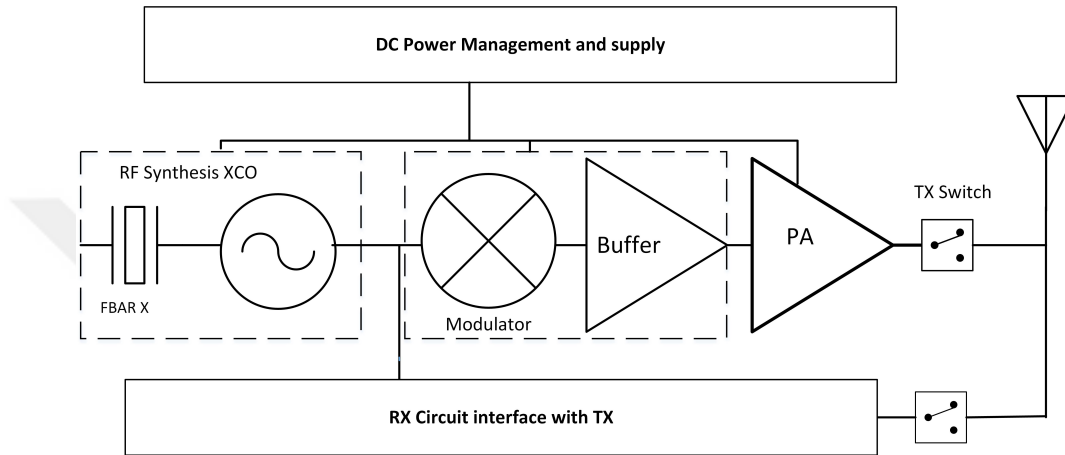 DC Power Management and supply
RF Synthesis XCO
TX Switch
Buffer
PA
FBAR X
Modulator
RX Circuit interface with TX